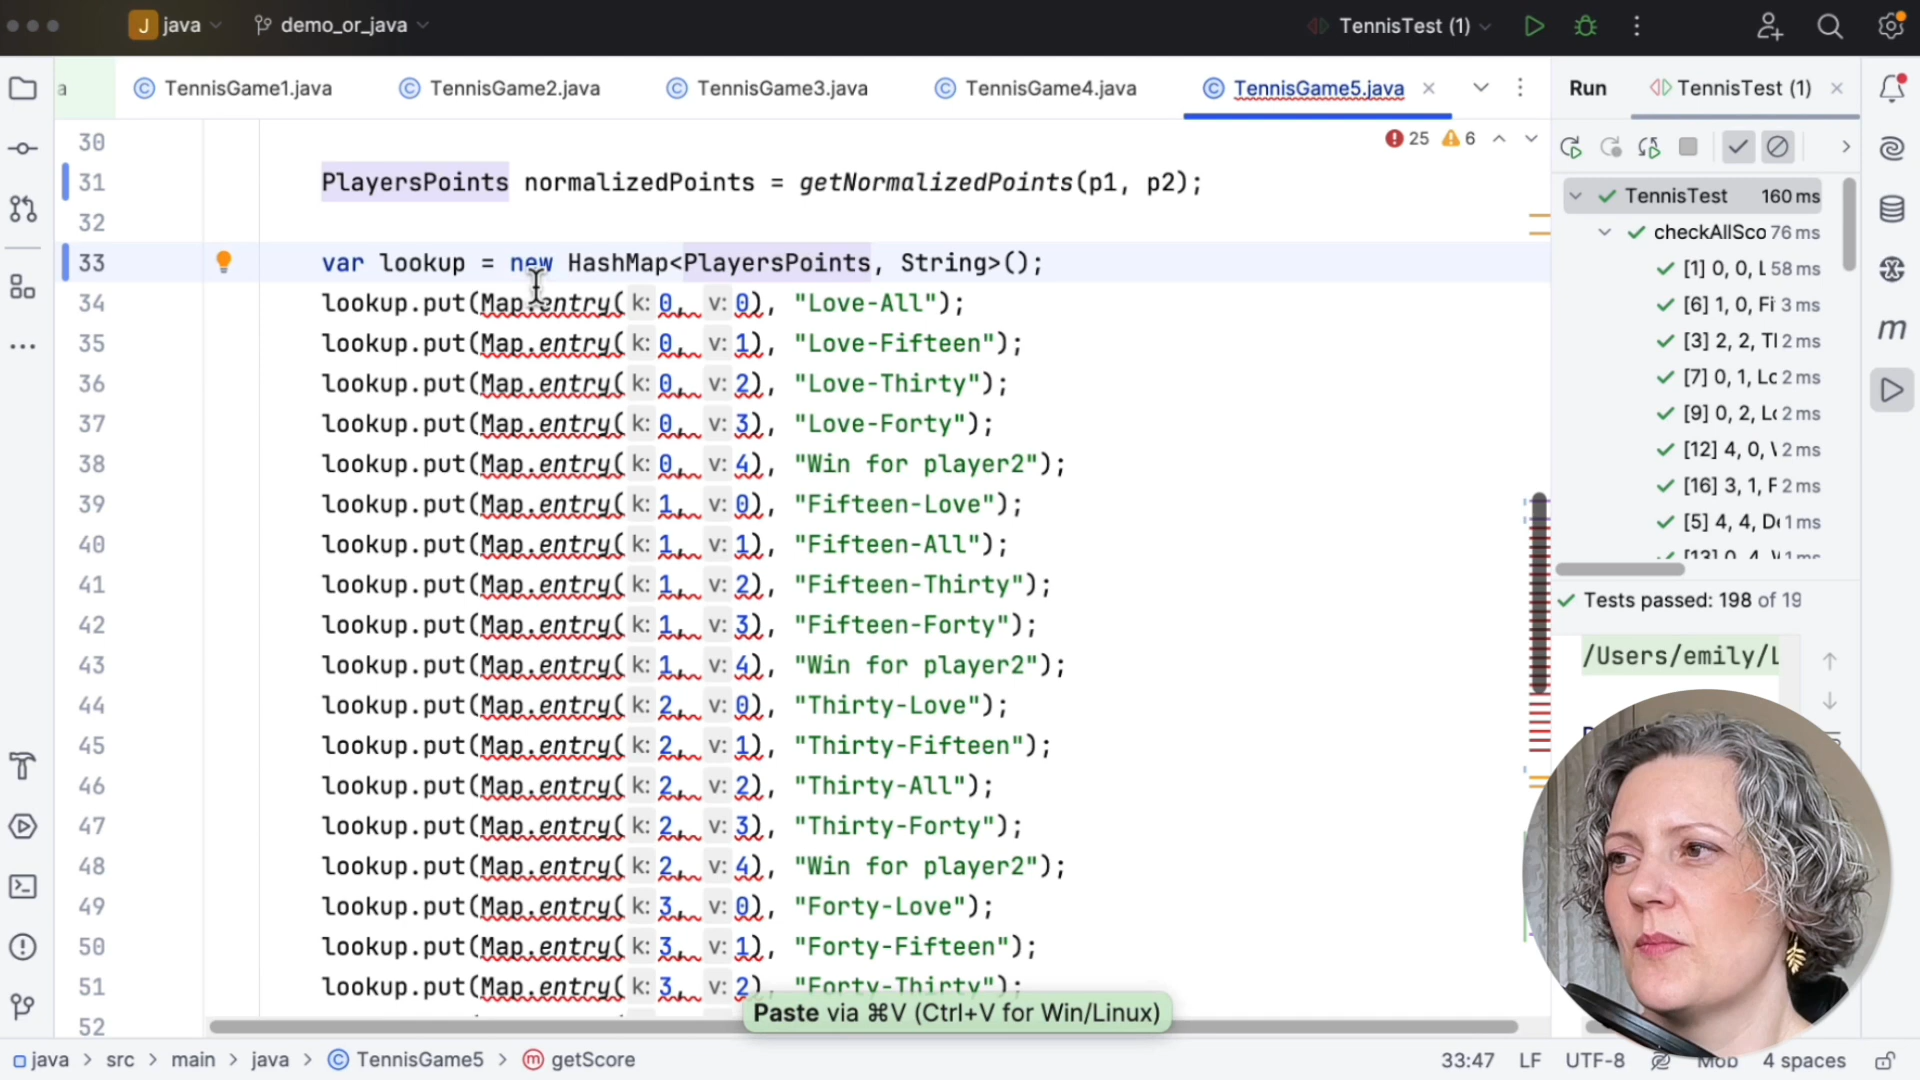 J java demo_or_java TennisTest (1)
a TennisGame1.java TennisGame2.java TennisGame3.java TennisGame4.java TennisGame5.java Run TennisTest (1)
25 6
30
31 PlayersPoints normalizedPoints = getNormalizedPoints(p1, p2);
32
33 var lookup = new HashMap<PlayersPoints, String>();
34 lookup.put(Map.entry( k: 0, v: 0), "Love-All");
35 lookup.put(Map.entry( k: 0, v: 1), "Love-Fifteen");
36 lookup.put(Map.entry( k: 0, v: 2), "Love-Thirty");
37 lookup.put(Map.entry( k: 0, v: 3), "Love-Forty");
38 lookup.put(Map.entry( k: 0, v: 4), "Win for player2");
39 lookup.put(Map.entry( k: 1, v: 0), "Fifteen-Love");
40 lookup.put(Map.entry( k: 1, v: 1), "Fifteen-All");
41 lookup.put(Map.entry( k: 1, v: 2), "Fifteen-Thirty");
42 lookup.put(Map.entry( k: 1, v: 3), "Fifteen-Forty");
43 lookup.put(Map.entry( k: 1, v: 4), "Win for player2");
44 lookup.put(Map.entry( k: 2, v: 0), "Thirty-Love");
45 lookup.put(Map.entry( k: 2, v: 1), "Thirty-Fifteen");
46 lookup.put(Map.entry( k: 2, v: 2), "Thirty-All");
47 lookup.put(Map.entry( k: 2, v: 3), "Thirty-Forty");
48 lookup.put(Map.entry( k: 2, v: 4), "Win for player2");
49 lookup.put(Map.entry( k: 3, v: 0), "Forty-Love");
50 lookup.put(Map.entry( k: 3, v: 1), "Forty-Fifteen");
51 lookup.put(Map.entry( k: 3, v: 2), "Forty-Thirty");
52
Paste via ⌘V (Ctrl+V for Win/Linux)
TennisTest 160 ms
checkAllSco 76 ms
[1] 0, 0, L 58 ms
[6] 1, 0, Fi 3 ms
[3] 2, 2, Tl 2 ms
[7] 0, 1, Lc 2 ms
[9] 0, 2, Lc 2 ms
[12] 4, 0, \ 2 ms
[16] 3, 1, F 2 ms
[5] 4, 4, De 1 ms
[13] 0, 4, 1 ms
Tests passed: 198 of 19
/Users/emily/L
m
java > src > main > java > TennisGame5 > getScore 33:47 LF UTF-8 Mob 4 spaces